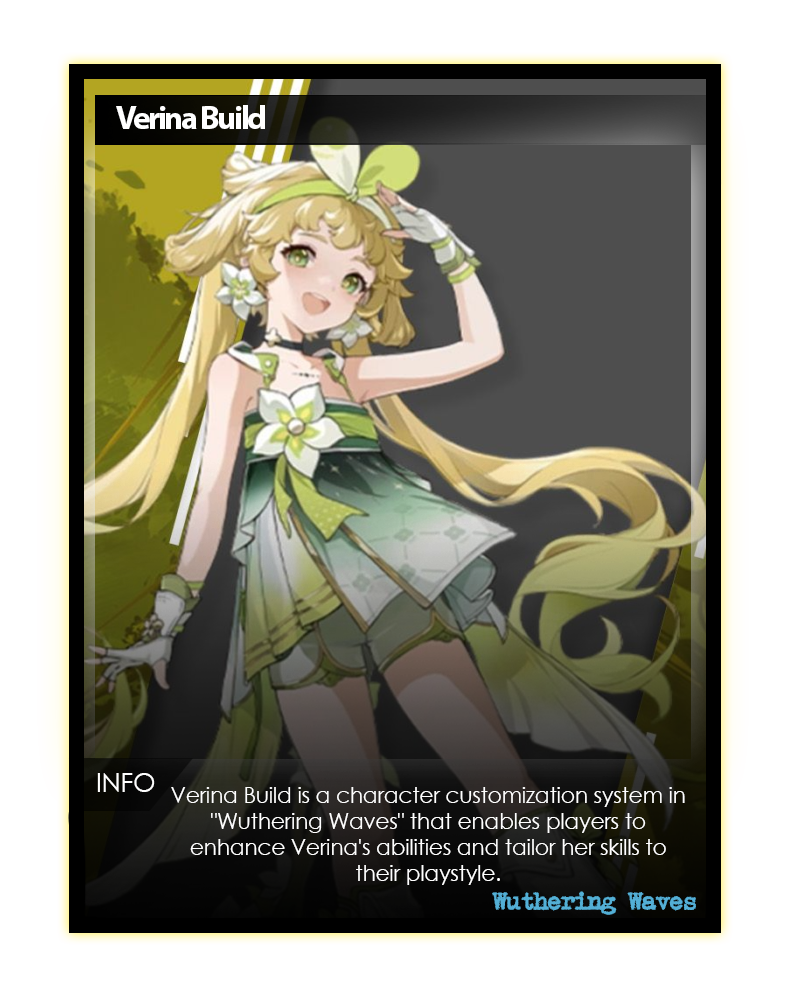 Verina Build
INFO
Verina Build is a character customization system in
"Wuthering Waves" that enables players to
enhance Verina's abilities and tailor her skills to
their playstyle.
Wuthering Waves